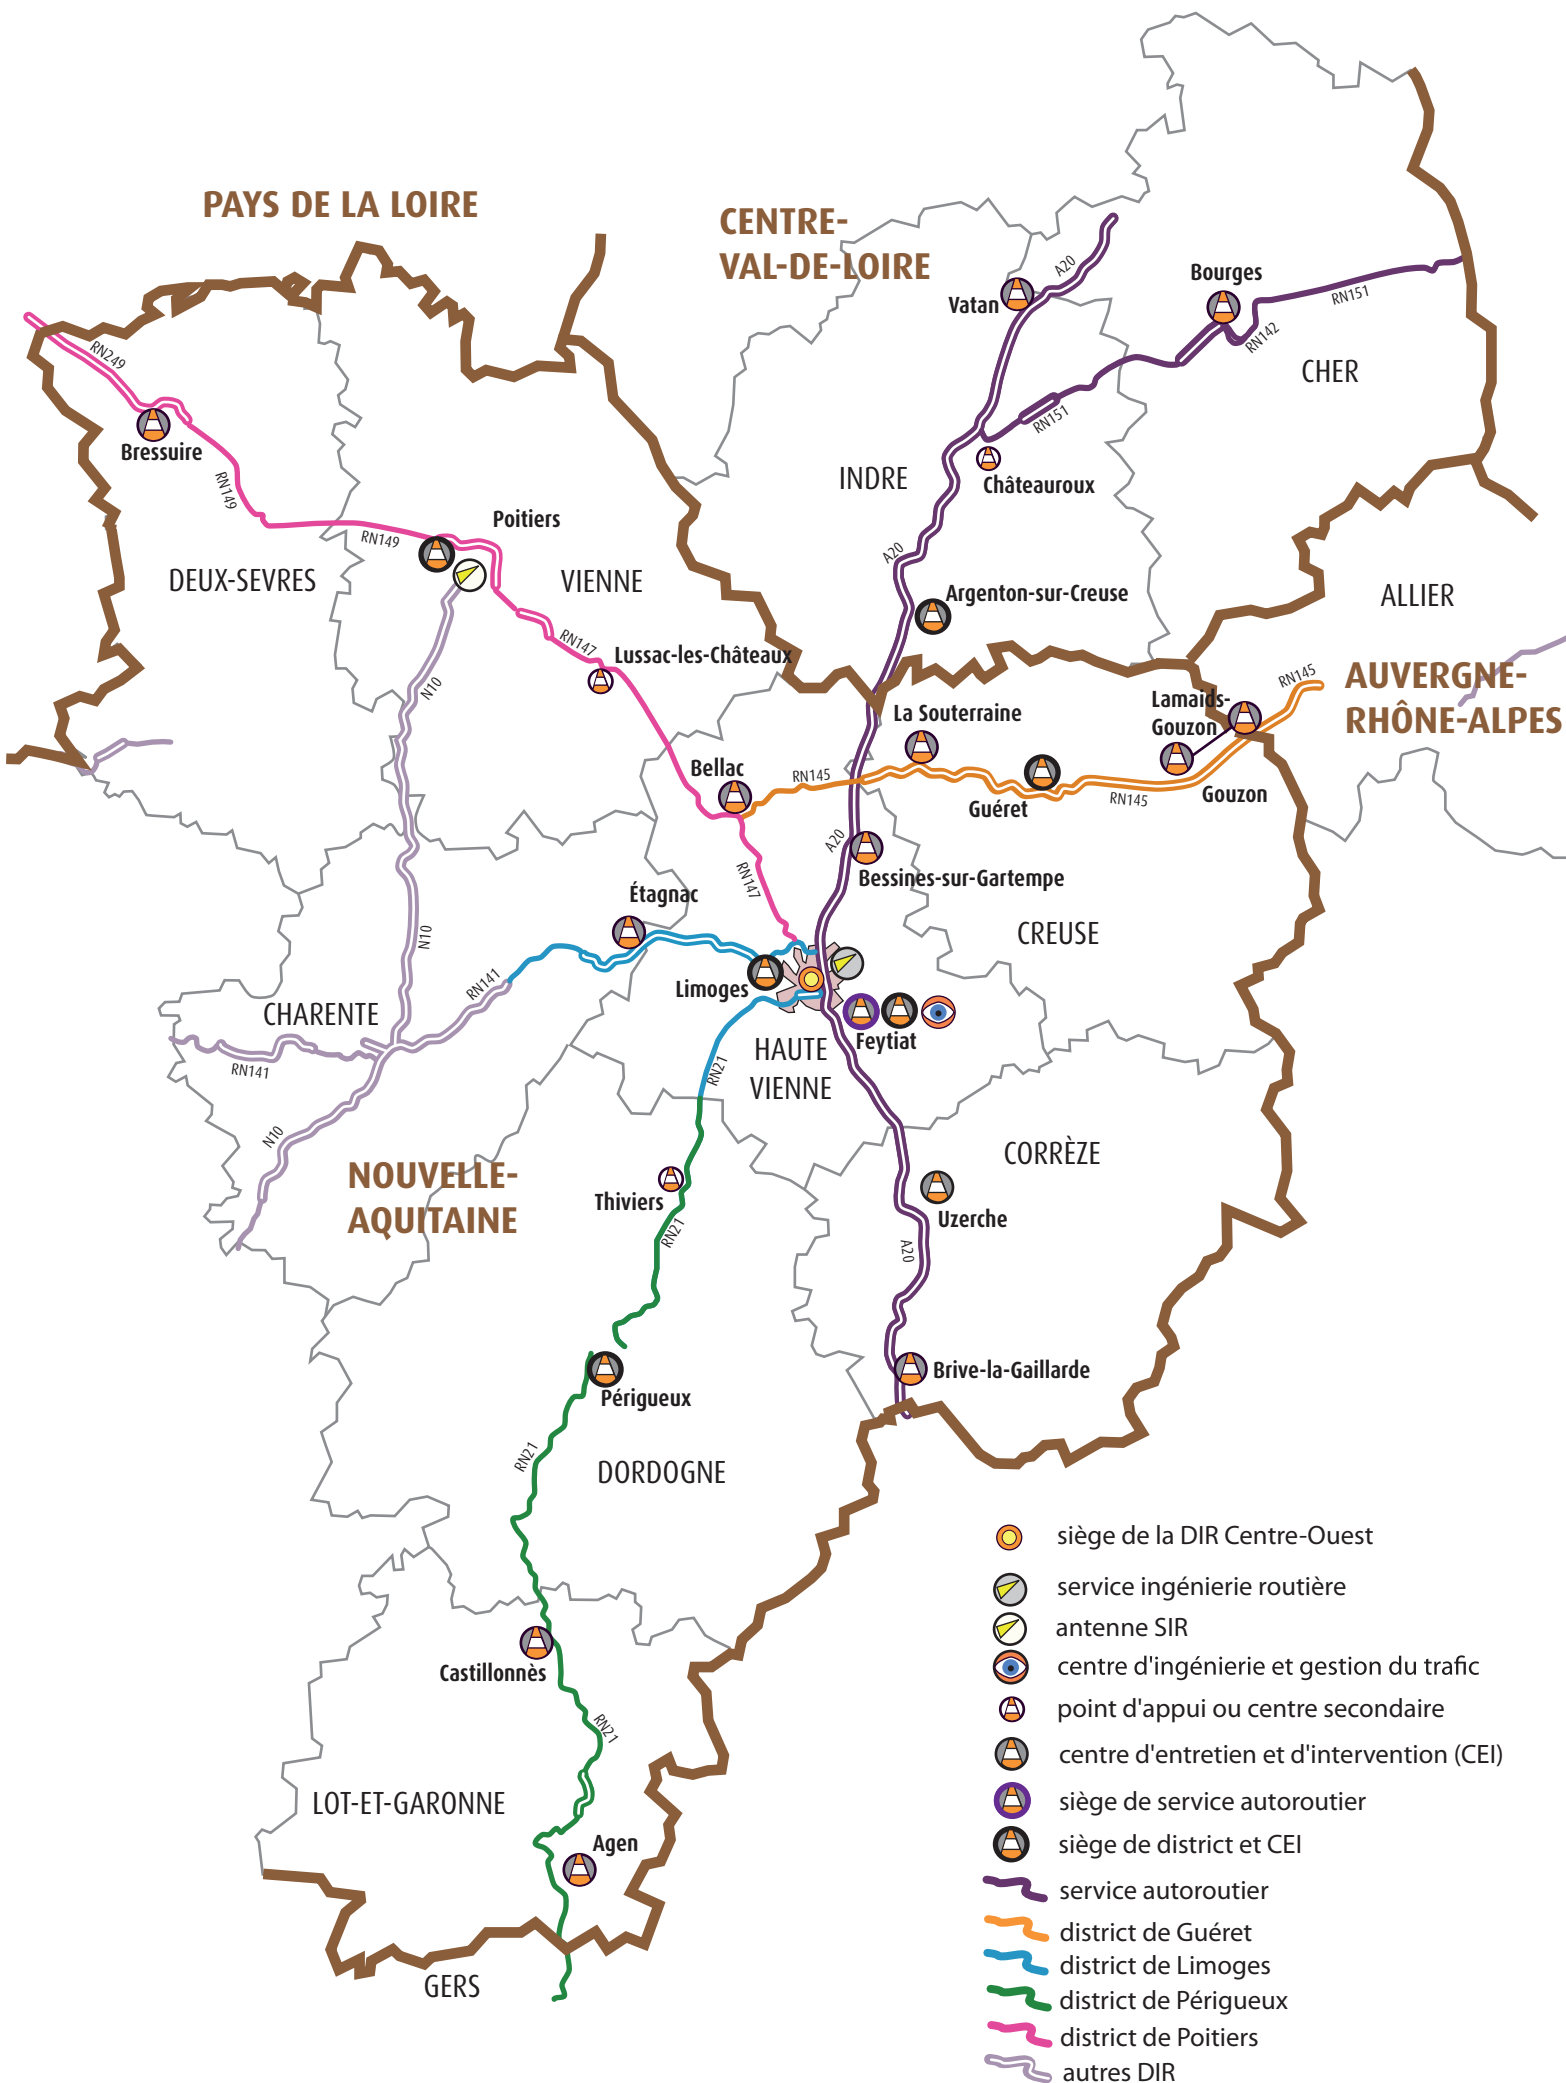 PAYS DE LA LOIRE
CENTRE-
VAL-DE-LOIRE
A20
Vatan
Bourges
RN151
RN142
CHER
RN249
Bressuire
RN151
INDRE
Châteauroux
RN149
Poitiers
RN149
DEUX-SEVRES
VIENNE
A20
Argenton-sur-Creuse
ALLIER
RN147
Lussac-les-Châteaux
N10
RN145
AUVERGNE-
RHÔNE-ALPES
Lamaids-
Gouzon
La Souterraine
Bellac
RN145
Guéret
RN145
Gouzon
A20
RN147
Bessines-sur-Gartempe
Étagnac
CREUSE
N10
RN141
Limoges
CHARENTE
Feytiat
HAUTE
VIENNE
RN141
RN21
N10
NOUVELLE-
AQUITAINE
CORRÈZE
Thiviers
Uzerche
RN21
A20
Périgueux
Brive-la-Gaillarde
RN21
DORDOGNE
Castillonnès
RN21
LOT-ET-GARONNE
Agen
GERS
siège de la DIR Centre-Ouest
service ingénierie routière
antenne SIR
centre d'ingénierie et gestion du trafic
point d'appui ou centre secondaire
centre d'entretien et d'intervention (CEI)
siège de service autoroutier
siège de district et CEI
service autoroutier
district de Guéret
district de Limoges
district de Périgueux
district de Poitiers
autres DIR